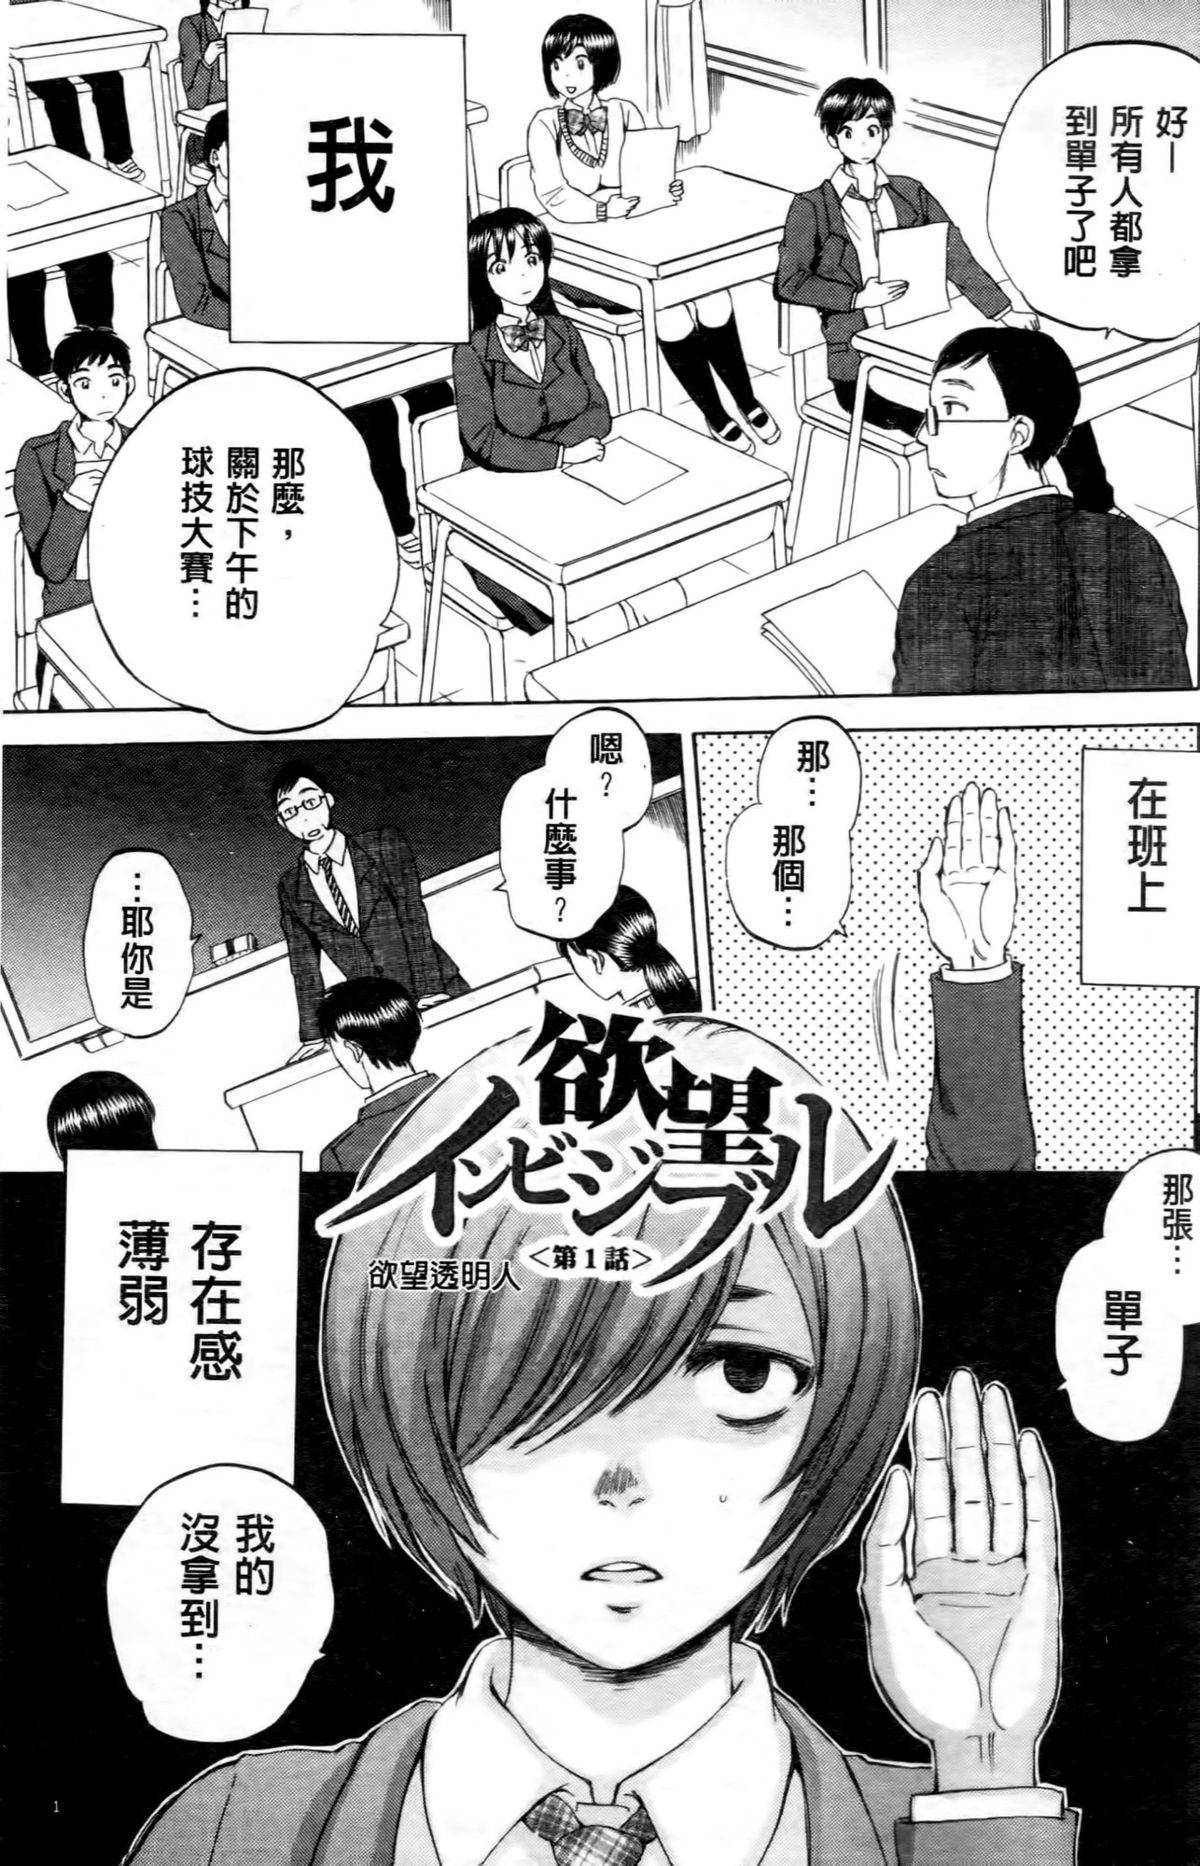 好—
所有人都拿
到單子了吧
我
那麼，
關於下午的
球技大賽…
在班上
那…那個…
嗯？
什麼事？
…耶你是
欲望
インビジブル
<第1話>
欲望透明人
那張…
單子
存在感
薄弱
我的
沒拿到…
1